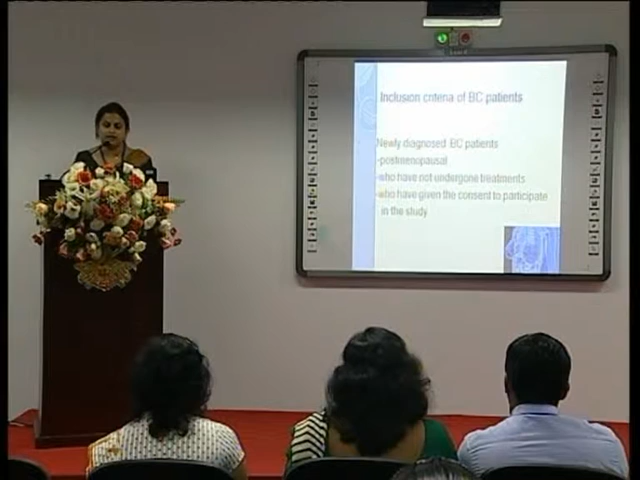 Inclusion criteria of BC patients
Newly diagnosed BC patients
-postmenopausal
-who have not undergone treatments
-who have given the consent to participate
in the study